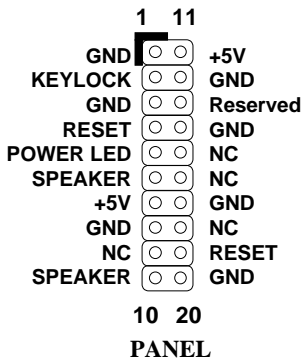 1 11
GND +5V
KEYLOCK GND
GND Reserved
RESET GND
POWER LED NC
SPEAKER NC
+5V GND
GND NC
NC RESET
SPEAKER GND
10 20
PANEL